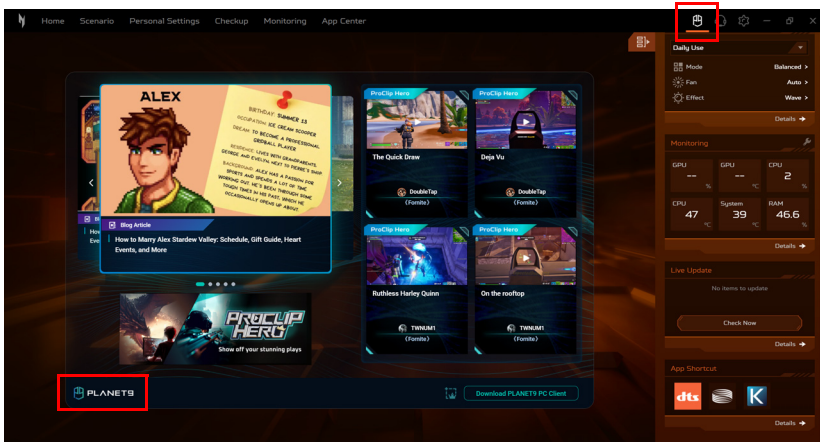 Home Scenario Personal Settings Checkup Monitoring App Center
Daily Use
Mode Balanced >
Fan Auto >
Effect Wave >
Details →
ALEX
BIRTHDAY: SUMMER 13
OCCUPATION: ICE CREAM SCOOPER
DREAM: TO BECOME A PROFESSIONAL
GRIDBALL PLAYER
RESIDENCE: LIVES WITH GRANDPARENTS,
GEORGE AND EVELYN, NEXT TO PIERRE'S SHOP
BACKGROUND: ALEX HAS A PASSION FOR
SPORTS AND SPENDS A LOT OF TIME
WORKING OUT. HE'S BEEN THROUGH SOME
TOUGH TIMES IN HIS PAST, WHICH HE
OCCASIONALLY OPENS UP ABOUT.
Blog Article
How to Marry Alex Stardew Valley: Schedule, Gift Guide, Heart
Events, and More
PROCLIP
HERO
Show off your stunning plays
ProClip Hero
The Quick Draw
DoubleTap
(Fornite)
ProClip Hero
Deja Vu
DoubleTap
(Fornite)
ProClip Hero
Ruthless Harley Quinn
TWNUM1
(Fornite)
ProClip Hero
On the rooftop
TWNUM1
(Fornite)
PLANET9
Download PLANET9 PC Client
Monitoring
GPU -- %
GPU -- °C
CPU 2 %
CPU 47 °C
System 39 °C
RAM 46.6 %
Details →
Live Update
No items to update
Check Now
Details →
App Shortcut
dts
K
Details →